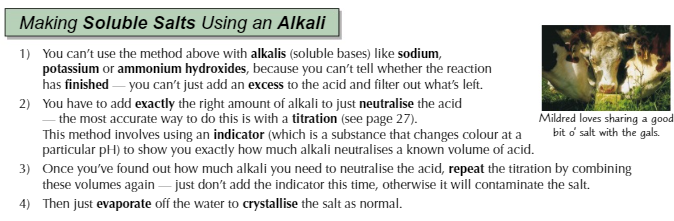 Making Soluble Salts Using an Alkali
1) You can't use the method above with alkalis (soluble bases) like sodium,
potassium or ammonium hydroxides, because you can't tell whether the reaction
has finished — you can't just add an excess to the acid and filter out what's left.
2) You have to add exactly the right amount of alkali to just neutralise the acid
— the most accurate way to do this is with a titration (see page 27).
This method involves using an indicator (which is a substance that changes colour at a
particular pH) to show you exactly how much alkali neutralises a known volume of acid.
Mildred loves sharing a good
bit o' salt with the gals.
3) Once you've found out how much alkali you need to neutralise the acid, repeat the titration by combining
these volumes again — just don't add the indicator this time, otherwise it will contaminate the salt.
4) Then just evaporate off the water to crystallise the salt as normal.